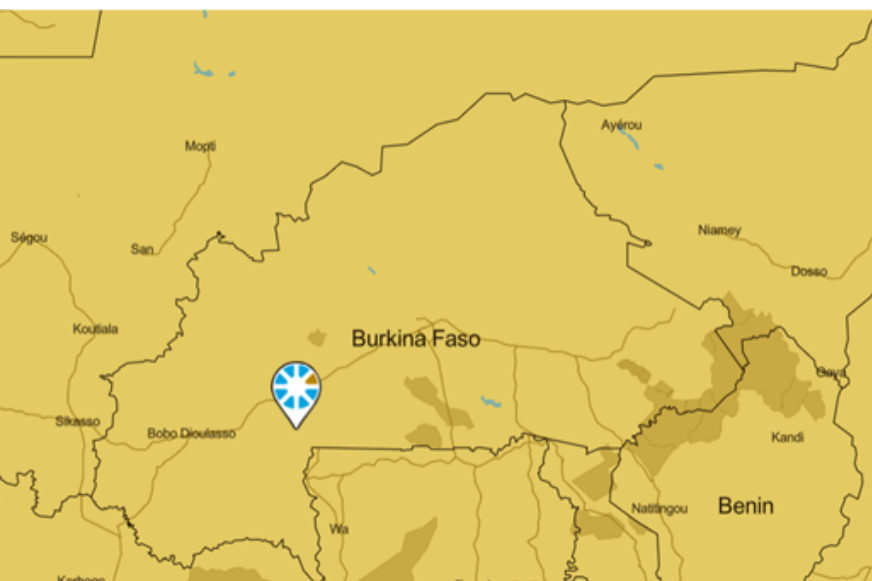 Mopti
Ayérou
Niamey
Ségou
San
Dosso
Koutiala
Burkina Faso
Gaya
Sikasso
Bobo Dioulasso
Kandi
Natitingou
Benin
Wa